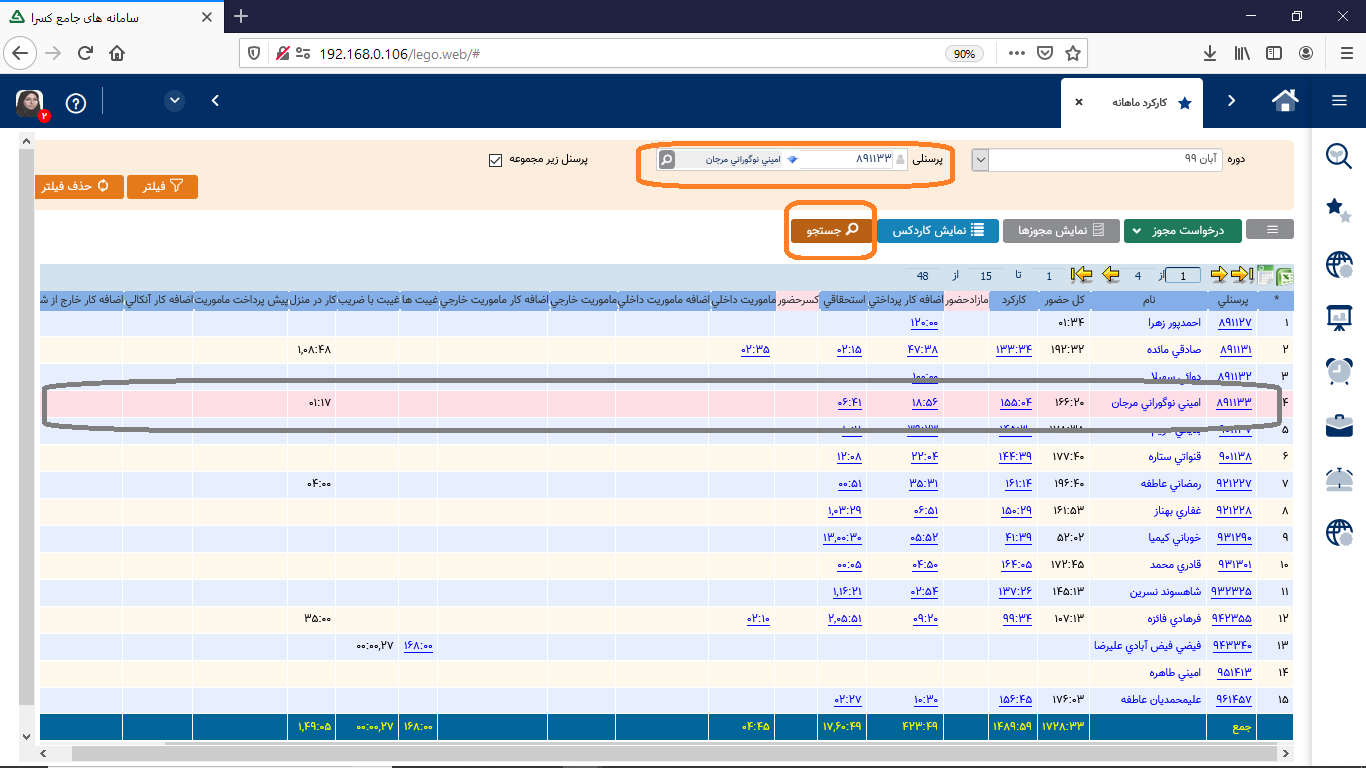 سامانه های جامع کسرا
192.168.0.106/lego.web/#
90%
کارکرد ماهانه
۲
دوره
آبان ۹۹
پرسنلی
۸۹۱۱۳۳
اميني نوگوراني مرجان
پرسنل زیر مجموعه
فیلتر
حذف فیلتر
درخواست مجوز
نمایش مجوزها
نمایش کاردکس
جستجو
1 از 4 1 تا 15 از 48
* پرسنلي نام کل حضور کارکرد مازادحضور اضافه کار پرداختي استحقاقي کسرحضور ماموريت داخلي اضافه ماموريت داخلي ماموريت خارجي اضافه کار ماموريت خارجي غيبت ها غيبت با ضريب کار در منزل پيش پرداخت ماموريت اضافه کار آنکالي اضافه کار خارج از ش
۱ ۸۹۱۱۲۷ احمدپور زهرا ۰۱:۳۴ ۱۲۰:۰۰
۲ ۸۹۱۱۳۱ صادقي مائده ۱۹۲:۳۲ ۱۳۳:۳۴ ۴۷:۳۸ ۰۲:۱۵ ۰۲:۳۵ ۱,۰۸:۴۸
۳ ۸۹۱۱۳۲ دوائي سهيلا ۱۰۰:۰۰
۴ ۸۹۱۱۳۳ اميني نوگوراني مرجان ۱۶۶:۲۰ ۱۵۵:۰۴ ۱۸:۵۶ ۰۶:۴۱ ۰۱:۱۷
۵
۶ ۹۰۱۱۳۸ قنواتي ستاره ۱۷۷:۴۰ ۱۴۴:۳۹ ۲۲:۰۴ ۱۲:۰۸
۷ ۹۲۱۲۲۷ رمضاني عاطفه ۱۹۶:۴۰ ۱۶۱:۱۴ ۳۵:۳۱ ۰۰:۵۱ ۰۴:۰۰
۸ ۹۲۱۲۲۸ غفاري بهناز ۱۶۱:۵۳ ۱۵۰:۲۹ ۰۶:۵۱ ۱,۰۳:۲۹
۹ ۹۳۱۲۹۰ خوباني کيميا ۵۲:۰۲ ۴۱:۳۹ ۰۵:۵۲ ۱۳,۰۰:۳۰
۱۰ ۹۳۱۳۰۱ قادري محمد ۱۷۲:۴۵ ۱۶۴:۰۵ ۰۴:۵۰ ۰۰:۰۵
۱۱ ۹۳۲۳۲۵ شاهسوند نسرين ۱۴۵:۱۳ ۱۳۷:۲۶ ۰۲:۵۴ ۱,۱۶:۲۱
۱۲ ۹۴۲۳۵۵ فرهادي فائزه ۱۰۷:۱۳ ۹۹:۳۴ ۰۹:۲۰ ۲,۰۵:۵۱ ۰۲:۱۰ ۳۵:۰۰
۱۳ ۹۴۳۳۴۰ فيضي فيض آبادي عليرضا ۱۶۸:۰۰ ۰۰:۰۰,۲۷
۱۴ ۹۵۱۴۱۳ اميني طاهره
۱۵ ۹۶۱۴۵۷ عليمحمديان عاطفه ۱۷۶:۰۳ ۱۵۶:۴۵ ۱۰:۳۰ ۰۲:۲۷
جمع ۱۷۲۸:۳۳ ۱۴۸۹:۵۹ ۴۲۳:۴۹ ۱۷,۶۰:۴۹ ۰۴:۴۵ ۱۶۸:۰۰ ۰۰:۰۰,۲۷ ۱,۴۹:۰۵